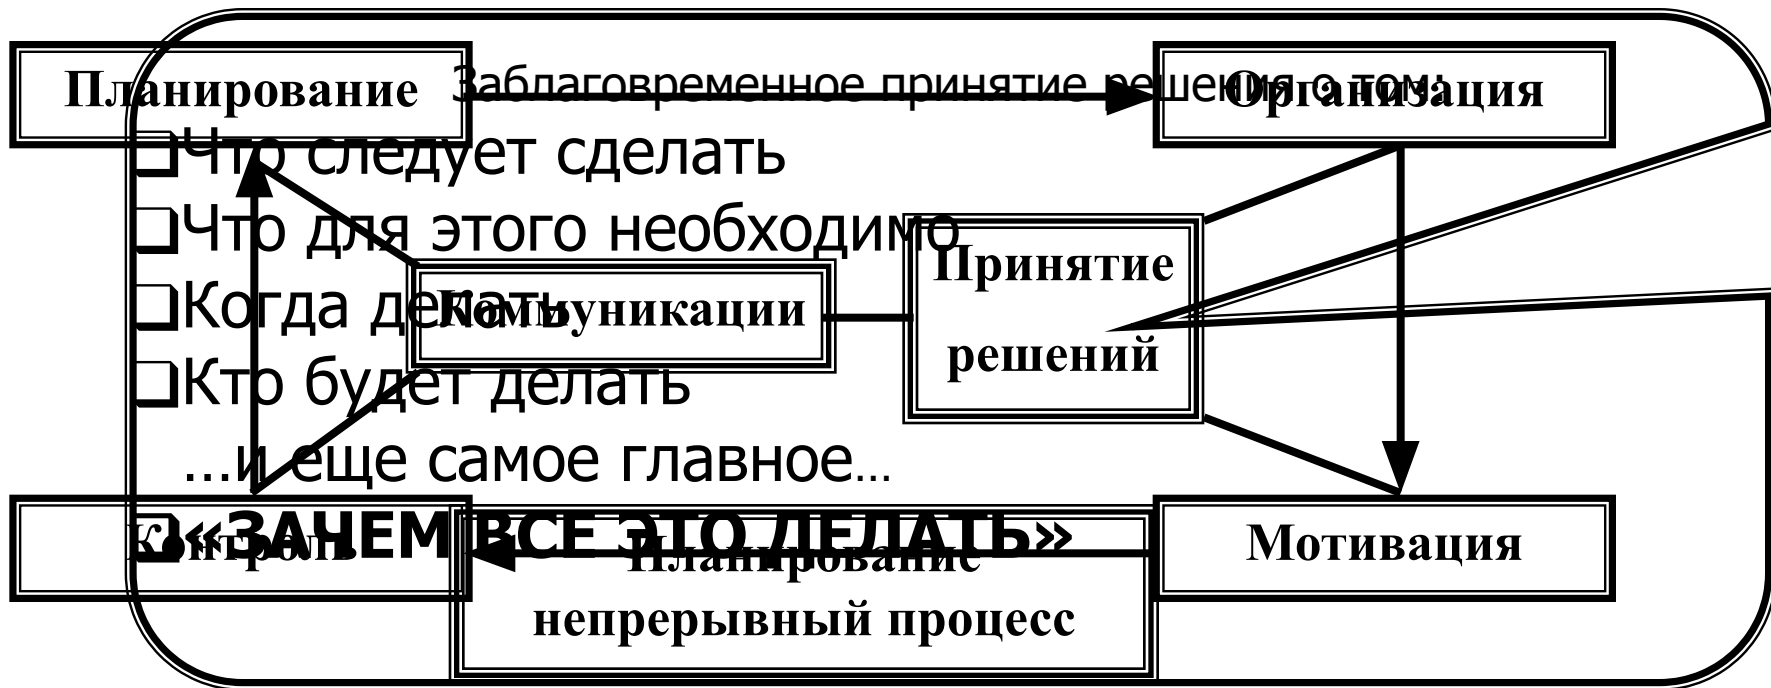 Планирование
Заблаговременное принятие решения о том:
Организация
Что следует сделать
Что для этого необходимо
Принятие
решений
Когда делать
Коммуникации
Кто будет делать
...и еще самое главное...
«ЗАЧЕМ ВСЕ ЭТО ДЕЛАТЬ»
Контроль
Мотивация
Планирование
непрерывный процесс